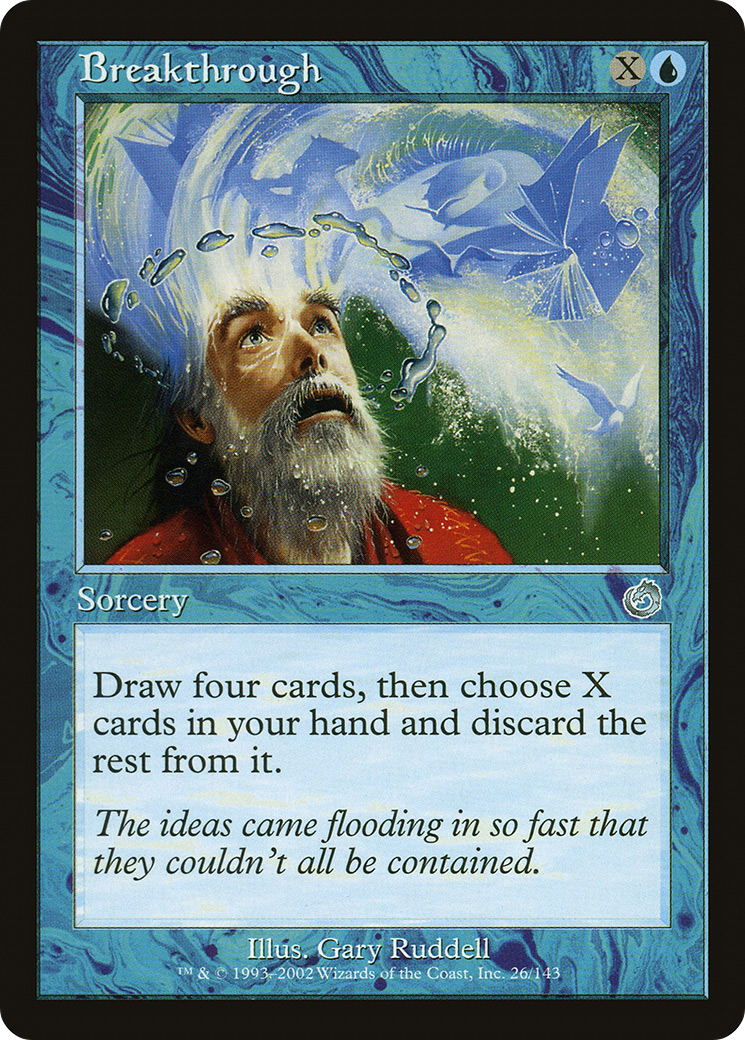 Breakthrough X
Sorcery
Draw four cards, then choose X
cards in your hand and discard the
rest from it.
The ideas came flooding in so fast that
they couldn't all be contained.
Illus. Gary Ruddell
™ & © 1993-2002 Wizards of the Coast, Inc. 26/143